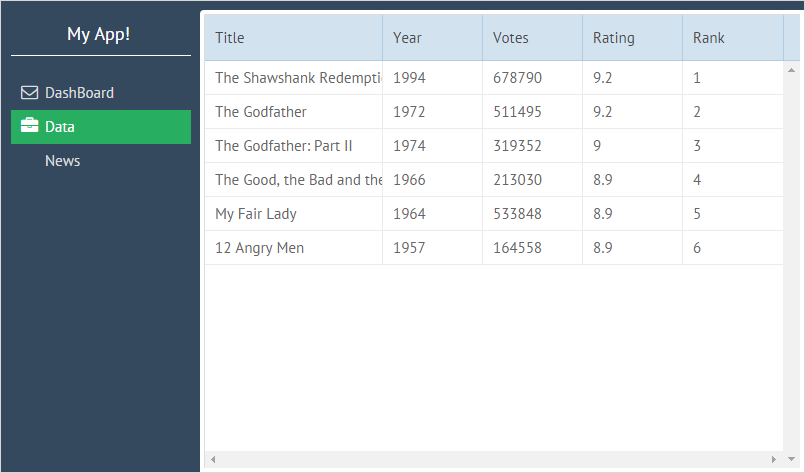 My App!
DashBoard
Data
News
Title Year Votes Rating Rank
The Shawshank Redempti 1994 678790 9.2 1
The Godfather 1972 511495 9.2 2
The Godfather: Part II 1974 319352 9 3
The Good, the Bad and the 1966 213030 8.9 4
My Fair Lady 1964 533848 8.9 5
12 Angry Men 1957 164558 8.9 6